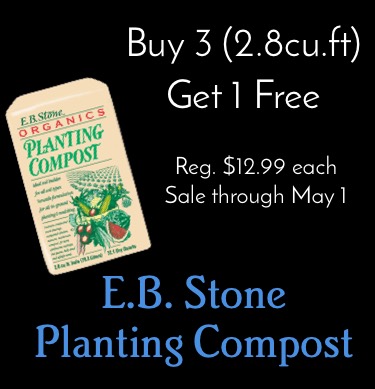 Buy 3 (2.8cu.ft)
Get 1 Free
E.B. Stone
ORGANICS
PLANTING
COMPOST
Reg. $12.99 each
Sale through May 1
E.B. Stone
Planting Compost